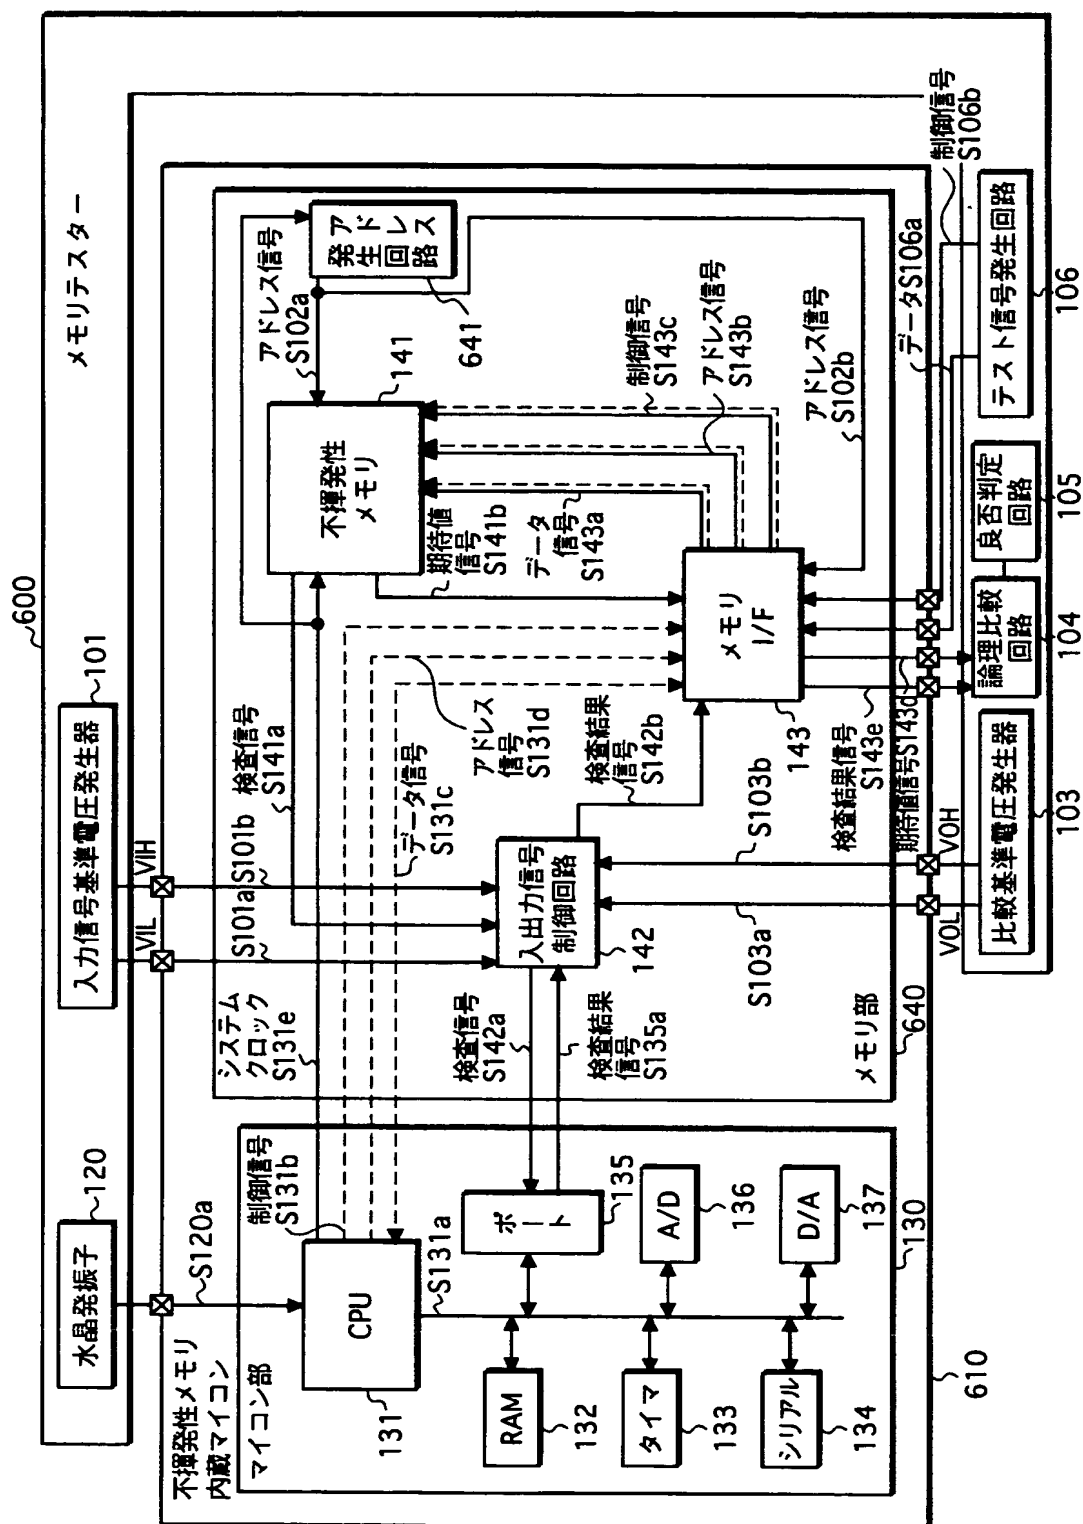 600
メモリテスター
水晶発振子
120
S120a
入力信号基準電圧発生器
101
VIL
VIH
S101a
S101b
不揮発性メモリ
内蔵マイコン
マイコン部
CPU
131
制御信号
S131b
S131a
RAM
132
タイマ
133
シリアル
134
ポート
135
A/D
136
D/A
137
130
610
システム
クロック
S131e
検査信号
S141a
データ信号
S131c
アドレス
信号
S131d
検査信号
S142a
検査結果
信号
S135a
入出力信号
制御回路
142
検査結果
信号
S142b
S103a
S103b
メモリ部
640
不揮発性
メモリ
141
アドレス信号
S102a
アドレス
発生回路
641
期待値
信号
S141b
データ
信号
S143a
制御信号
S143c
アドレス信号
S143b
アドレス信号
S102b
メモリ
I/F
143
検査結果信号
S143e
期待値信号S143d
VOL
VOH
比較基準電圧発生器
103
論理比較
回路
104
良否判定
回路
105
テスト信号発生回路
106
データS106a
制御信号
S106b